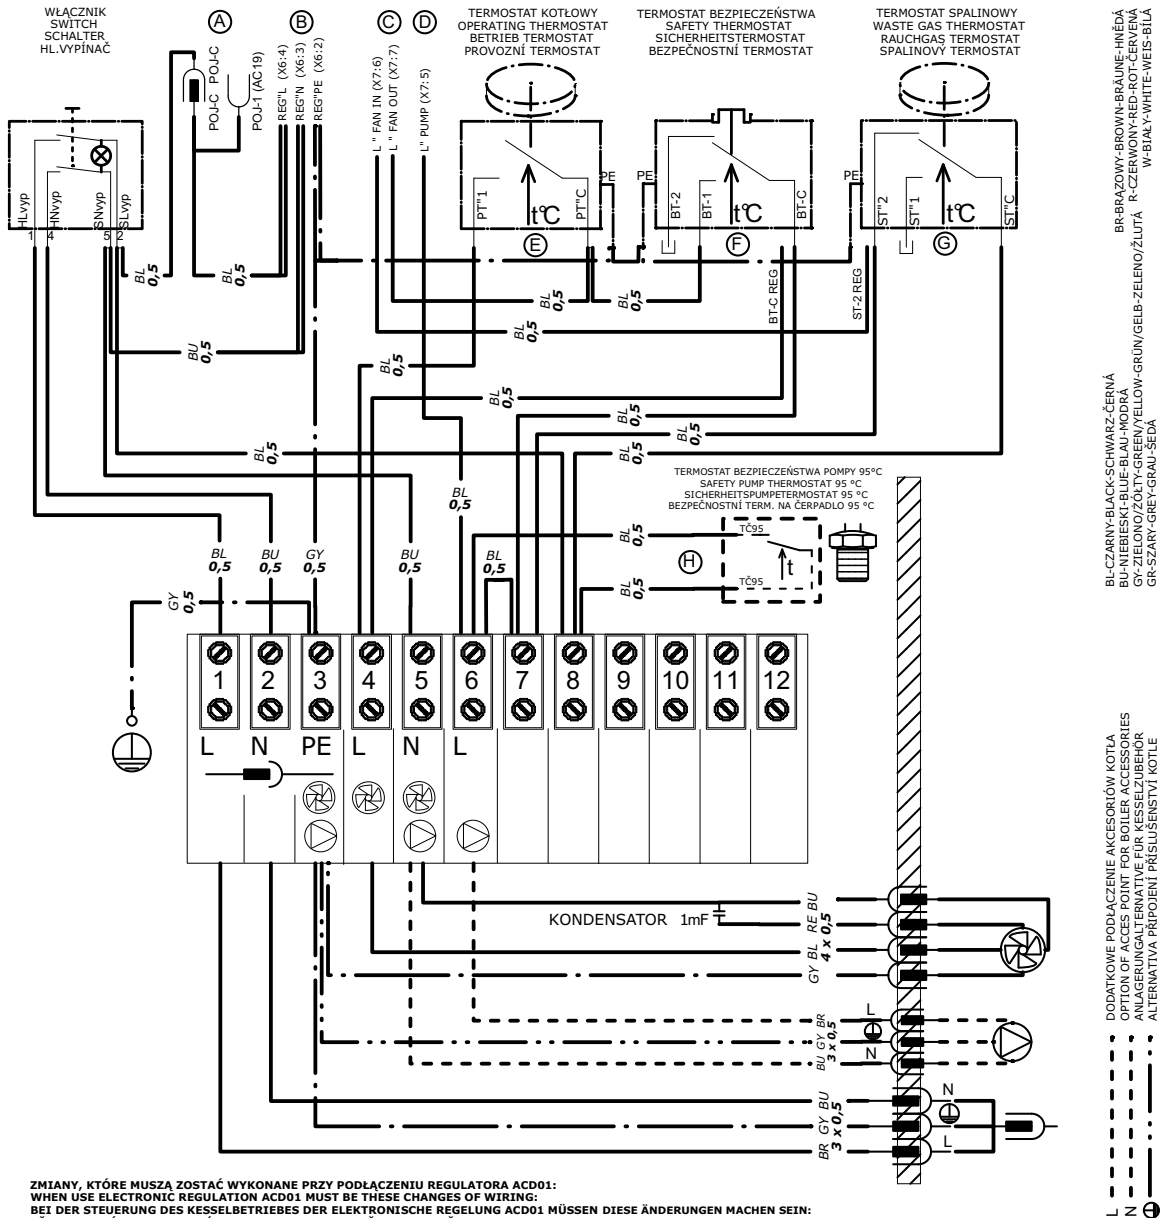 WŁĄCZNIK
SWITCH
SCHALTER
HL.VYPÍNAČ
A
B
C
D
TERMOSTAT KOTŁOWY
OPERATING THERMOSTAT
BETRIEB TERMOSTAT
PROVOZNÍ TERMOSTAT
TERMOSTAT BEZPIECZEŃSTWA
SAFETY THERMOSTAT
SICHERHEITSTERMOSTAT
BEZPEČNOSTNÍ TERMOSTAT
TERMOSTAT SPALINOWY
WASTE GAS THERMOSTAT
RAUCHGAS TERMOSTAT
SPALINOVÝ TERMOSTAT
POJ-C
POJ-C
POJ-1 (AC19)
REG"L (X6:4)
REG"N (X6:3)
REG"PE (X6:2)
L" FAN IN (X7:6)
L" FAN OUT (X7:7)
L" PUMP (X7:5)
HLvyp
HNvyp
SNvyp
SLvyp
1
4
5
2
PT"1
PT"C
t°C
E
PE
PE
BT-2
BT-1
BT-C
t°C
F
PE
ST"2
ST"1
ST"C
t°C
G
BT-C REG
ST-2 REG
BL
0,5
BL
0,5
BL
0,5
BL
0,5
BL
0,5
BU
0,5
BL
0,5
BL
0,5
BL
0,5
BL
0,5
BL
0,5
BL
0,5
TERMOSTAT BEZPIECZEŃSTWA POMPY 95°C
SAFETY PUMP THERMOSTAT 95 °C
SICHERHEITSPUMPETERMOSTAT 95 °C
BEZPEČNOSTNÍ TERM. NA ČERPADLO 95 °C
BL
0,5
BL
0,5
BL
0,5
H
TČ95
t
TČ95
BL
0,5
BU
0,5
GY
0,5
BU
0,5
BL
0,5
GY
0,5
1 2 3 4 5 6 7 8 9 10 11 12
L N PE L N L
KONDENSATOR 1mF
BU
RE
BL
GY
4 x 0,5
BR
GY
BU
3 x 0,5
L
N
BU
GY
BR
3 x 0,5
N
L
BR-BRĄZOWY-BROWN-BRÄUNE-HNĚDÁ
R-CZERWONY-RED-ROT-ČERVENÁ
W-BIAŁY-WHITE-WEIS-BÍLÁ
BL-CZARNY-BLACK-SCHWARZ-ČERNÁ
BU-NIEBIESKI-BLUE-BLAU-MODRÁ
GY-ZIELONO/ŻÓŁTY-GREEN/YELLOW-GRÜN/GELB-ZELENO/ŽLUTÁ
GR-SZARY-GREY-GRAU-ŠEDÁ
DODATKOWE PODŁĄCZENIE AKCESORIÓW KOTŁA
OPTION OF ACCES POINT FOR BOILER ACCESSORIES
ANLAGERUNGALTERNATIVE FÜR KESSELZUBEHÖR
ALTERNATIVA PŘIPOJENÍ PŘÍSLUŠENSTVÍ KOTLE
L
N
ZMIANY, KTÓRE MUSZĄ ZOSTAĆ WYKONANE PRZY PODŁĄCZENIU REGULATORA ACD01:
WHEN USE ELECTRONIC REGULATION ACD01 MUST BE THESE CHANGES OF WIRING:
BEI DER STEUERUNG DES KESSELBETRIEBES DER ELEKTRONISCHE REGELUNG ACD01 MÜSSEN DIESE ÄNDERUNGEN MACHEN SEIN: